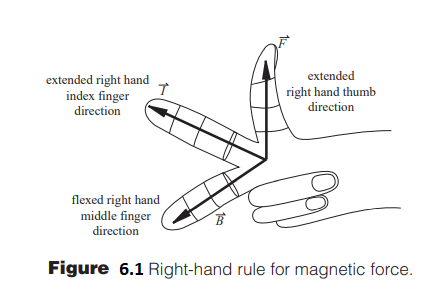 F
extended
right hand thumb
direction
extended right hand
index finger
direction
I
flexed right hand
middle finger
direction
B
Figure 6.1 Right-hand rule for magnetic force.